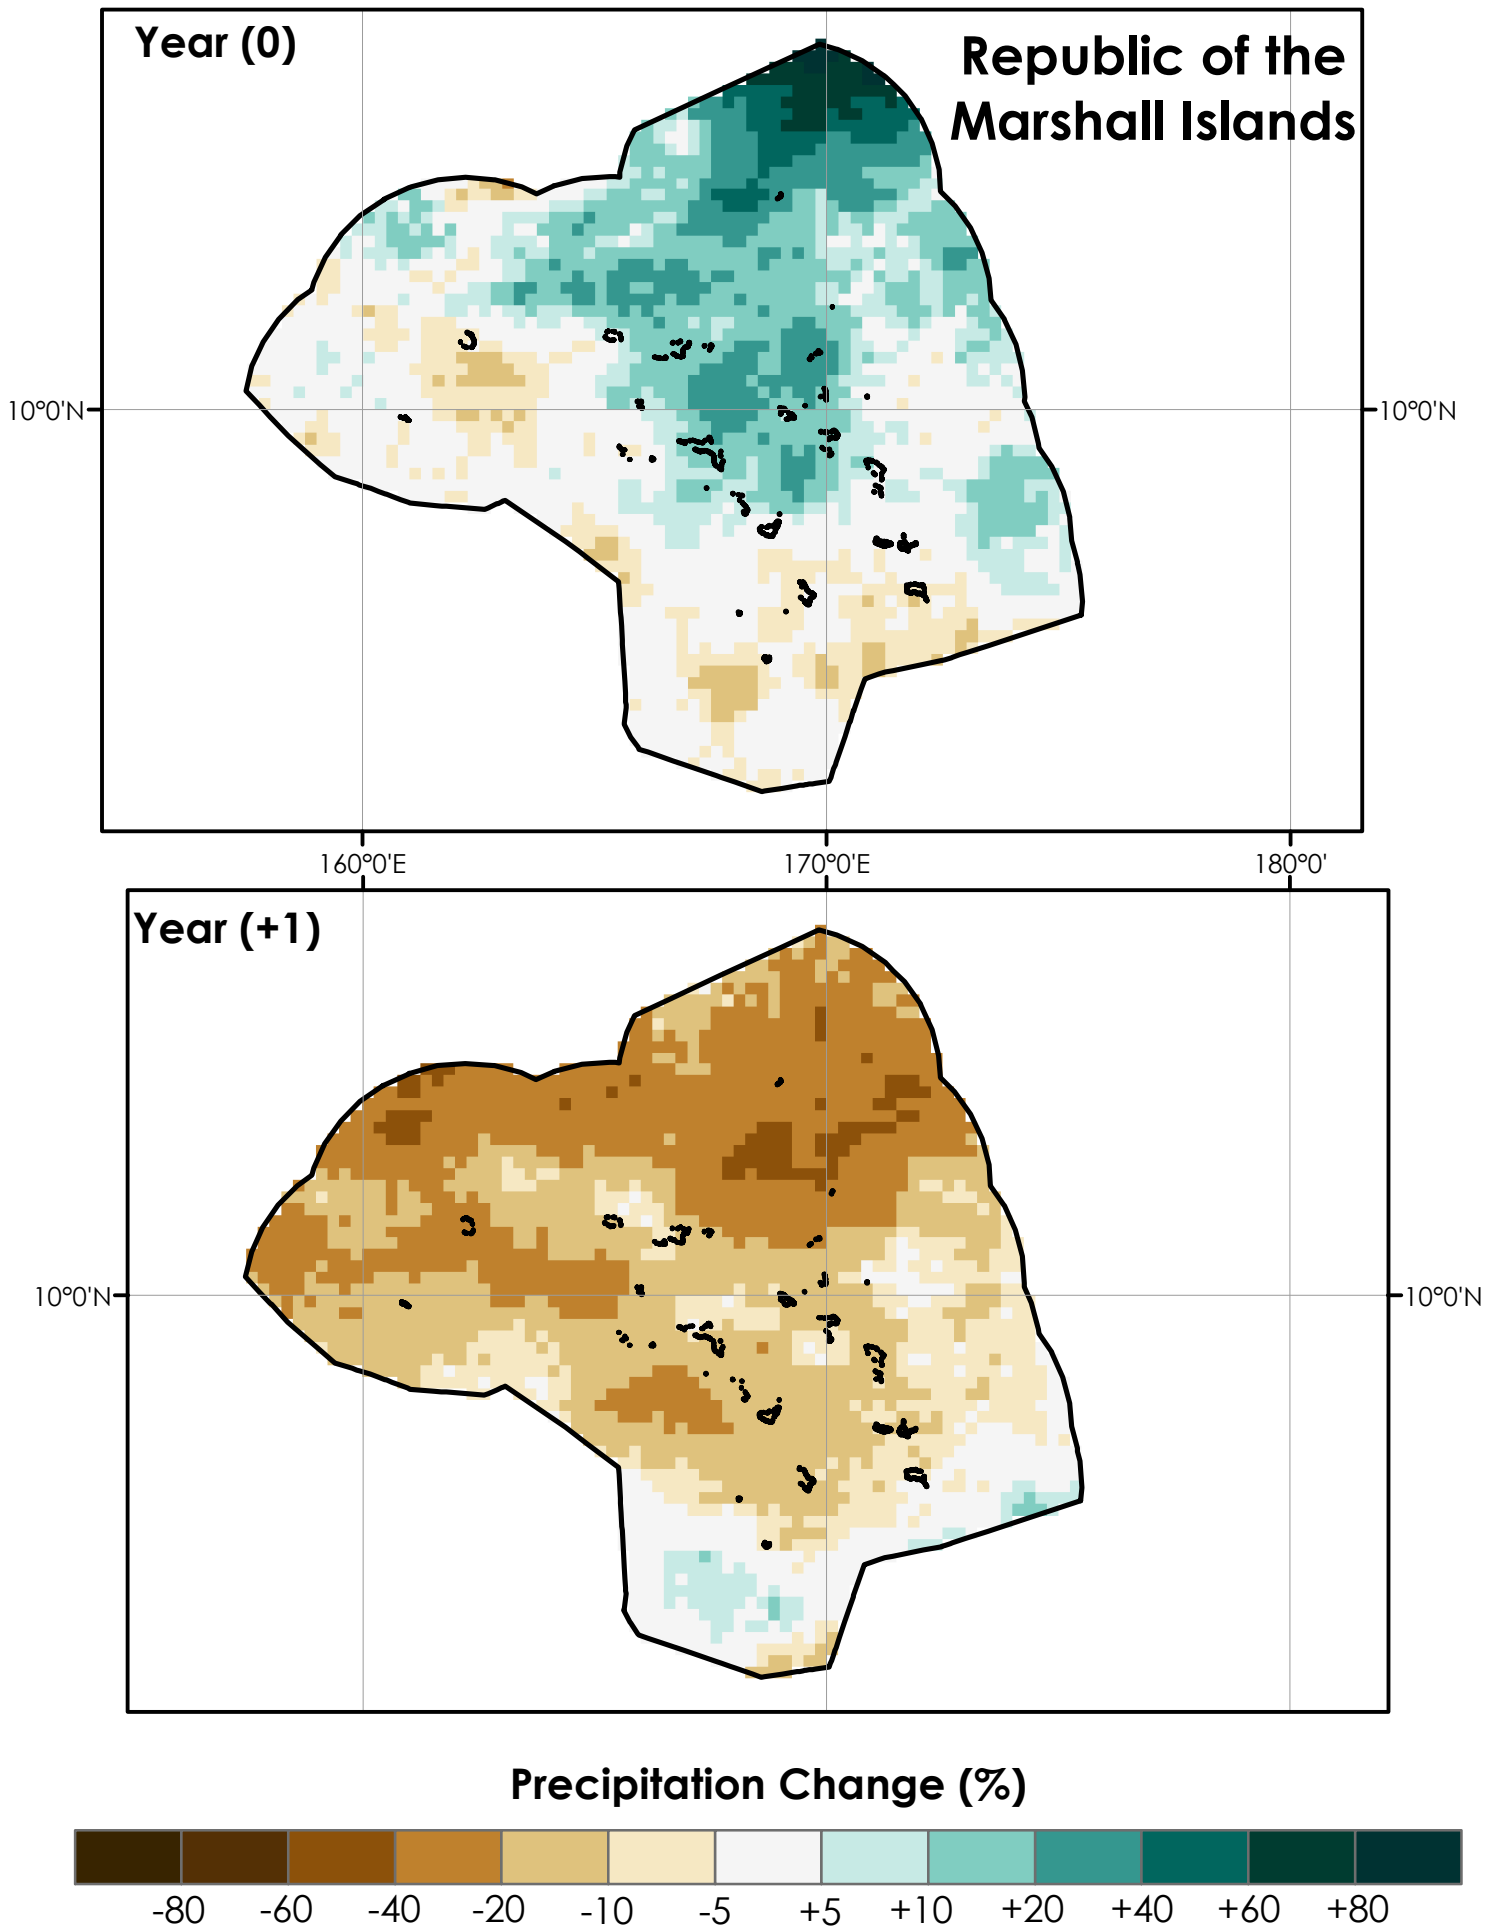 Year (0)
Republic of the
Marshall Islands
10°0'N
10°0'N
160°0'E
170°0'E
180°0'
Year (+1)
10°0'N
10°0'N
Precipitation Change (%)
-80 -60 -40 -20 -10 -5 +5 +10 +20 +40 +60 +80